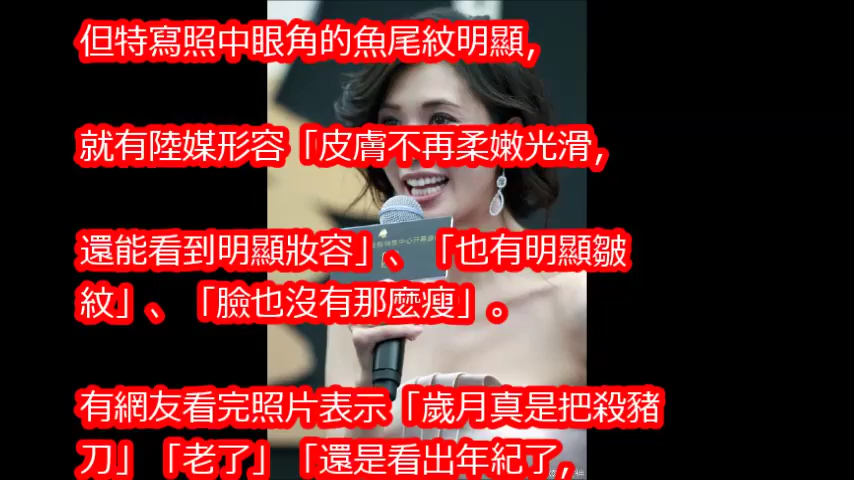 但特寫照中眼角的魚尾紋明顯，
就有陸媒形容「皮膚不再柔嫩光滑，
還能看到明顯妝容」、「也有明顯皺
紋」、「臉也沒有那麼瘦」。
有網友看完照片表示「歲月真是把殺豬
刀」「老了」「還是看出年紀了，